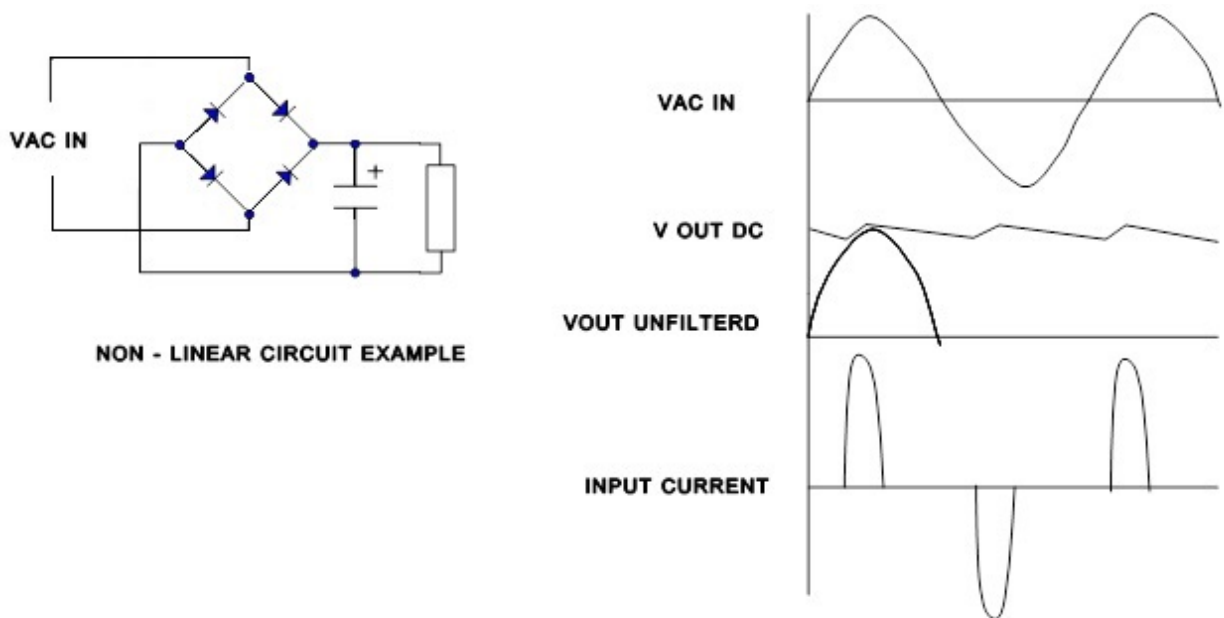 VAC IN
+
NON - LINEAR CIRCUIT EXAMPLE
VAC IN
V OUT DC
VOUT UNFILTERD
INPUT CURRENT